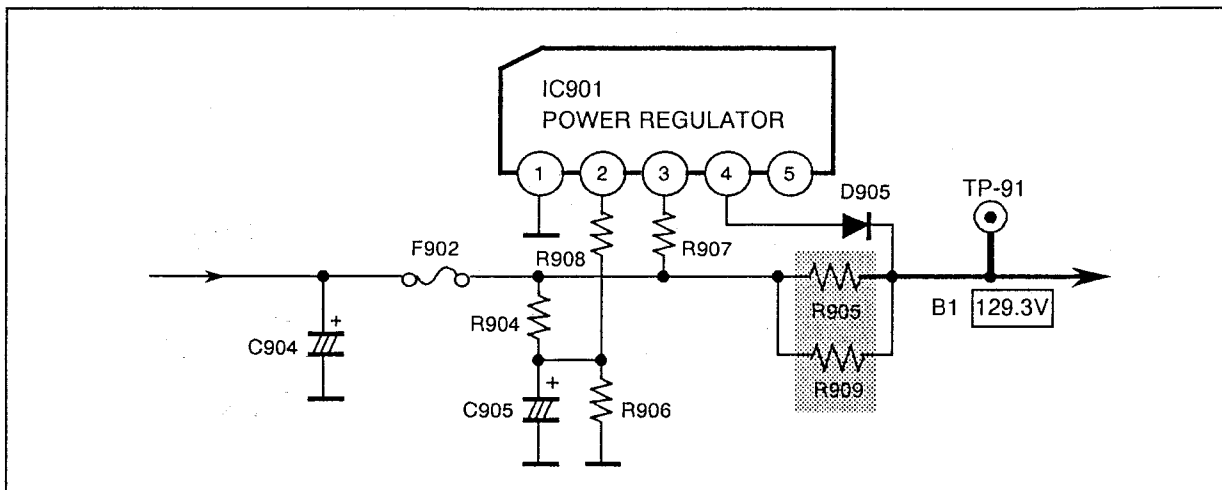 IC901
POWER REGULATOR
1 2 3 4 5
D905
TP-91
R908
R907
F902
R905
B1 129.3V
R904
+
C904
R909
+
C905
R906